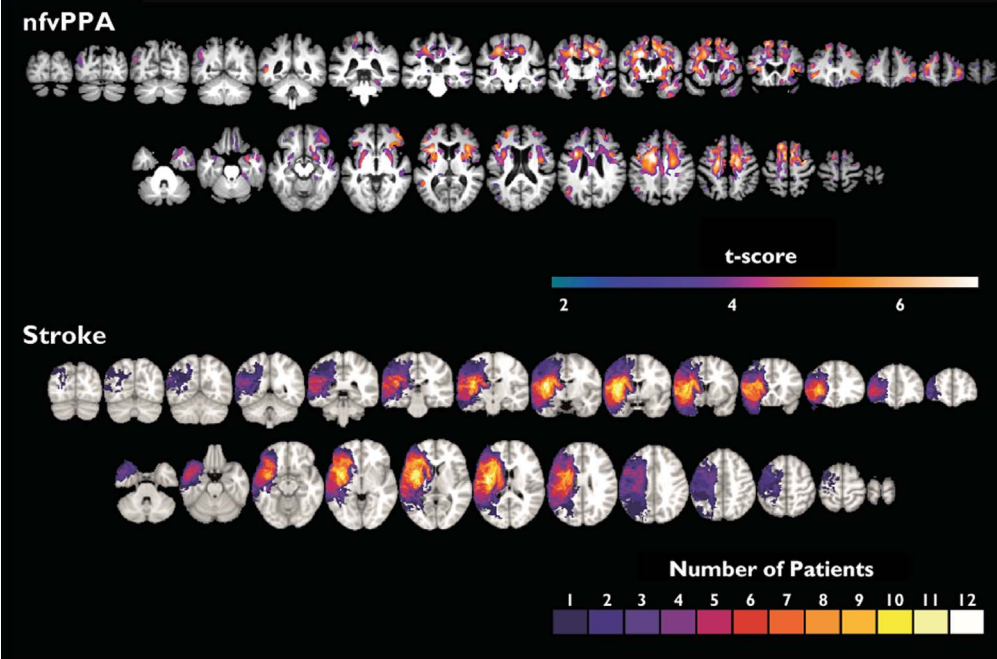 nfvPPA
t-score
2 4 6
Stroke
Number of Patients
1 2 3 4 5 6 7 8 9 10 11 12